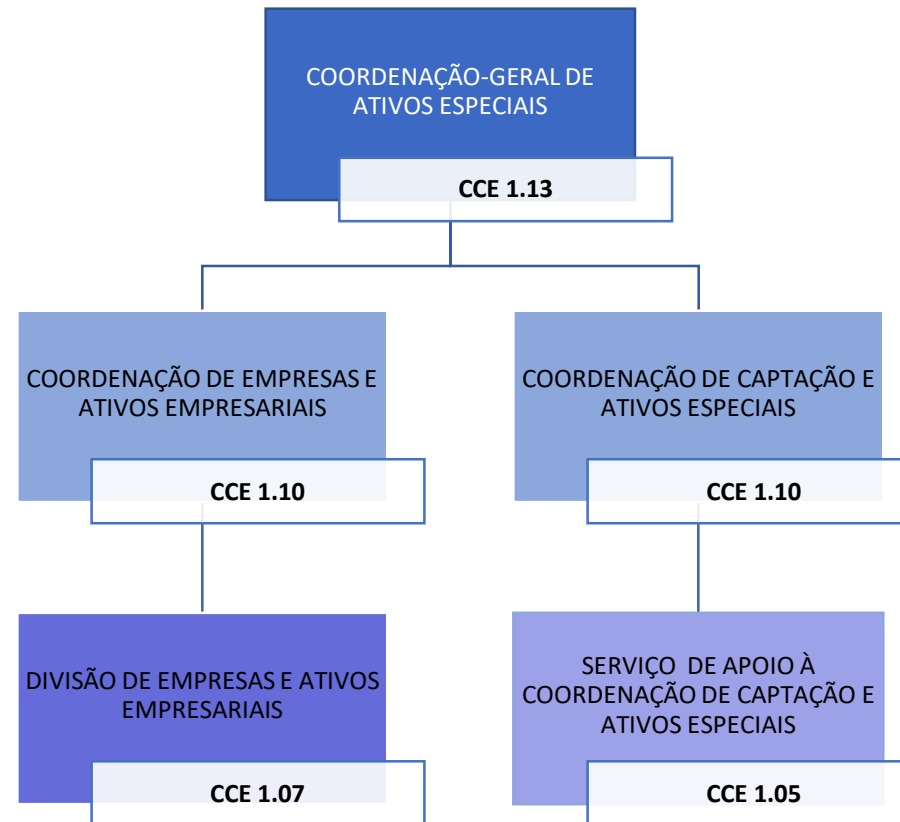 COORDENAÇÃO-GERAL DE
ATIVOS ESPECIAIS
CCE 1.13
COORDENAÇÃO DE EMPRESAS E
ATIVOS EMPRESARIAIS
CCE 1.10
COORDENAÇÃO DE CAPTAÇÃO E
ATIVOS ESPECIAIS
CCE 1.10
DIVISÃO DE EMPRESAS E ATIVOS
EMPRESARIAIS
CCE 1.07
SERVIÇO DE APOIO À
COORDENAÇÃO DE CAPTAÇÃO E
ATIVOS ESPECIAIS
CCE 1.05